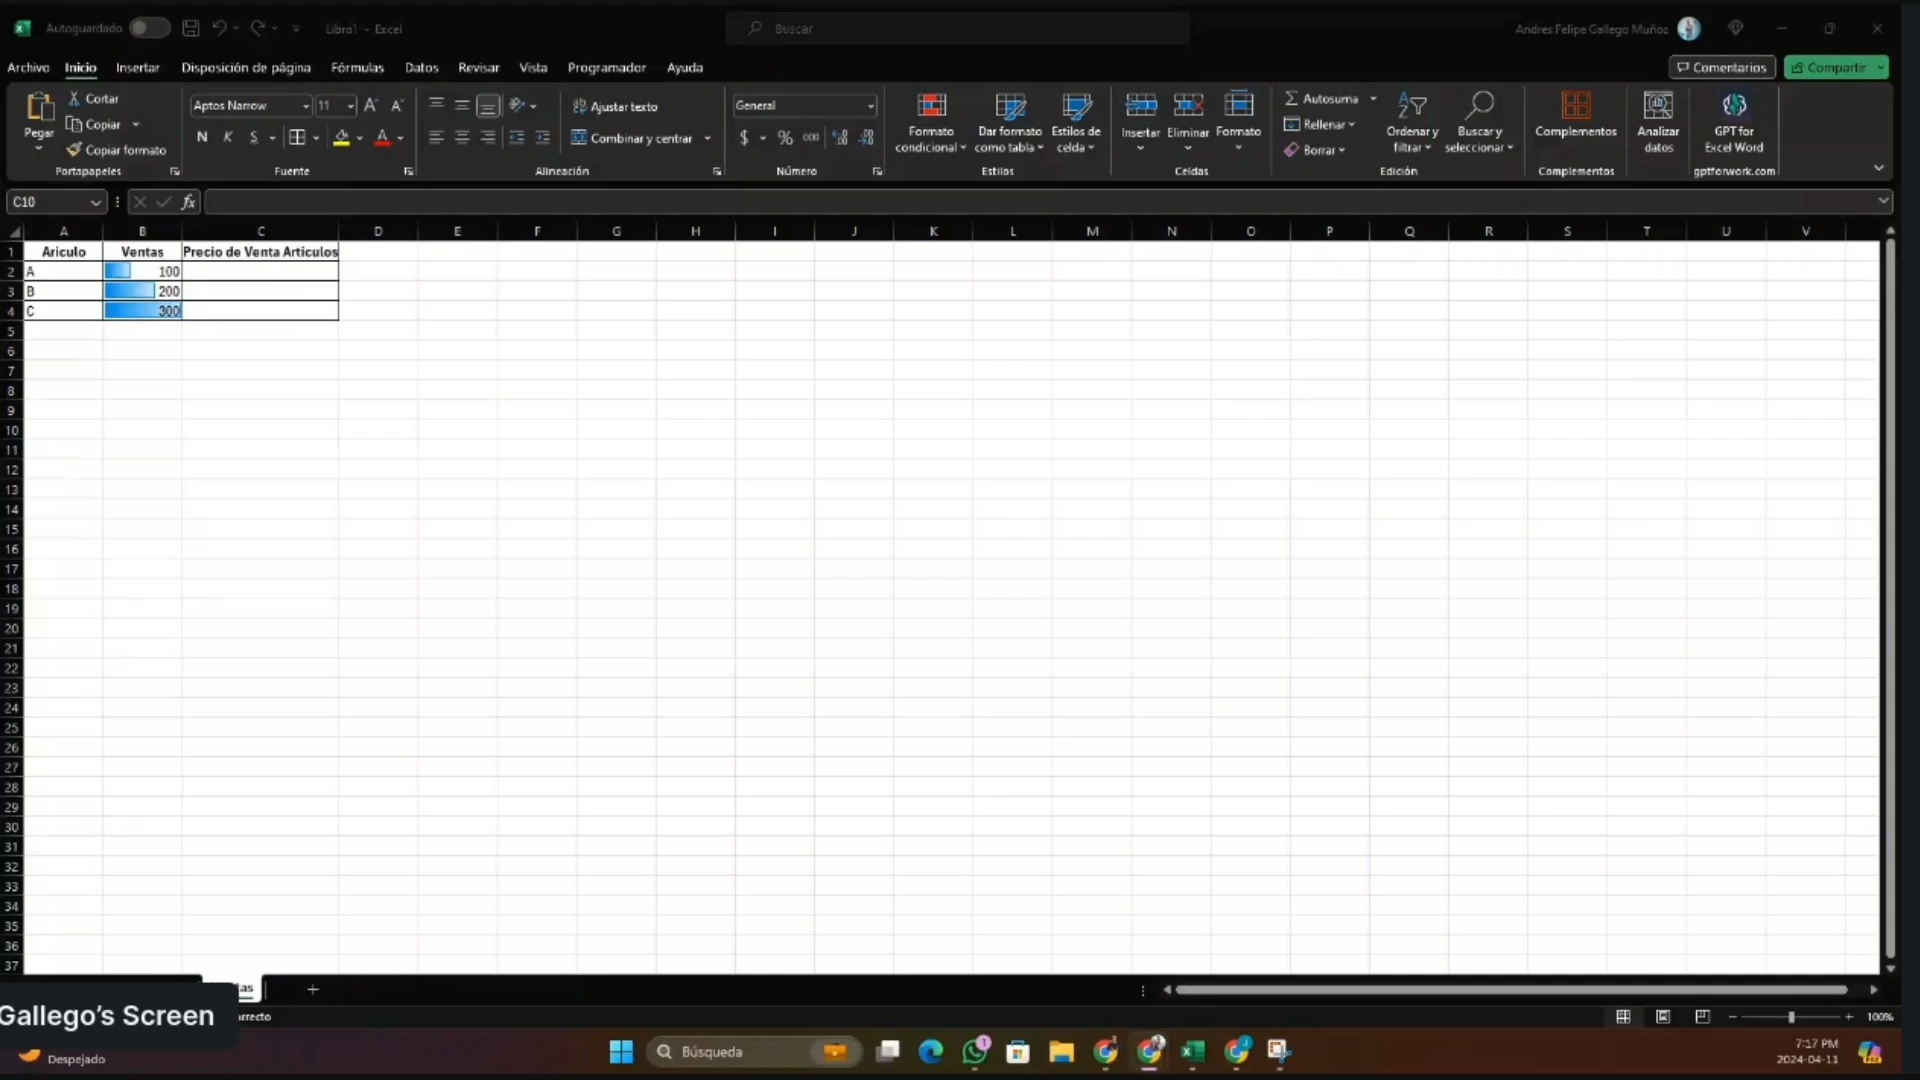 Autoguardado Libro1 - Excel Buscar Andres Felipe Gallego Muñoz
Archivo Inicio Insertar Disposición de página Fórmulas Datos Revisar Vista Programador Ayuda Comentarios Compartir
Pegar
Cortar
Copiar
Copiar formato
Portapapeles
Aptos Narrow 11
N K S
Fuente
Ajustar texto
Combinar y centrar
Alineación
General
$ % 000
Número
Formato condicional
Dar formato como tabla
Estilos de celda
Estilos
Insertar Eliminar Formato
Celdas
Autosuma
Rellenar
Borrar
Ordenar y filtrar
Buscar y seleccionar
Edición
Complementos
Complementos
Analizar datos
GPT for Excel Word
gptforwork.com
C10 fx
A B C D E F G H I J K L M N O P Q R S T U V
1 Ariculo Ventas Precio de Venta Articulos
2 A 100
3 B 200
4 C 300
5
6
7
8
9
10
11
12
13
14
15
16
17
18
19
20
21
22
23
24
25
26
27
28
29
30
31
32
33
34
35
36
37
Gallego's Screen
100%
Despejado
Búsqueda
1
7:17 PM
2024-04-11